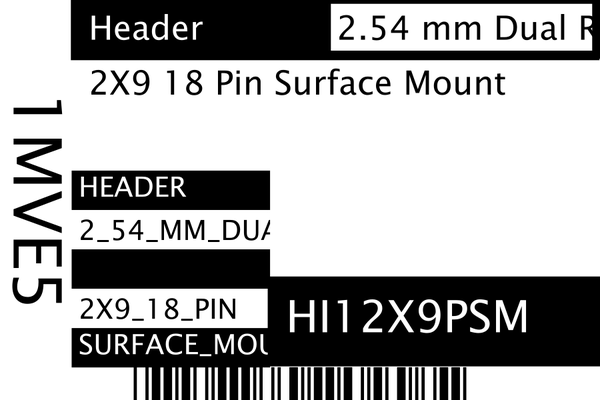 Header
2.54 mm Dual R
2X9 18 Pin Surface Mount
1MVE5
HEADER
2_54_MM_DUA
2X9_18_PIN
SURFACE_MOU
HI12X9PSM